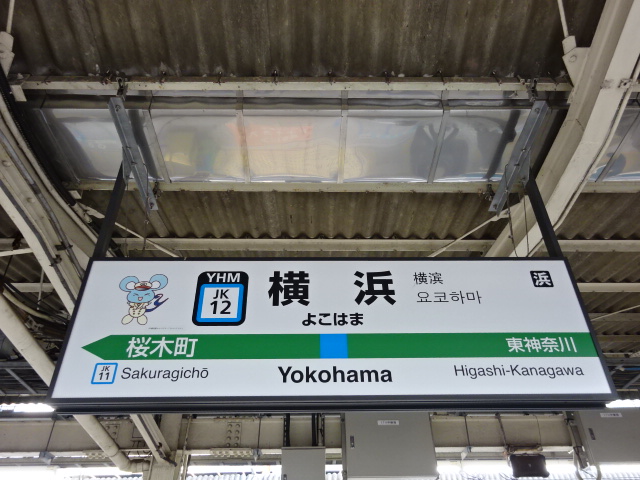 YHM
JK
12
横浜
よこはま
横滨
요코하마
浜
桜木町
東神奈川
JK
11
Sakuragichō
Yokohama
Higashi-Kanagawa